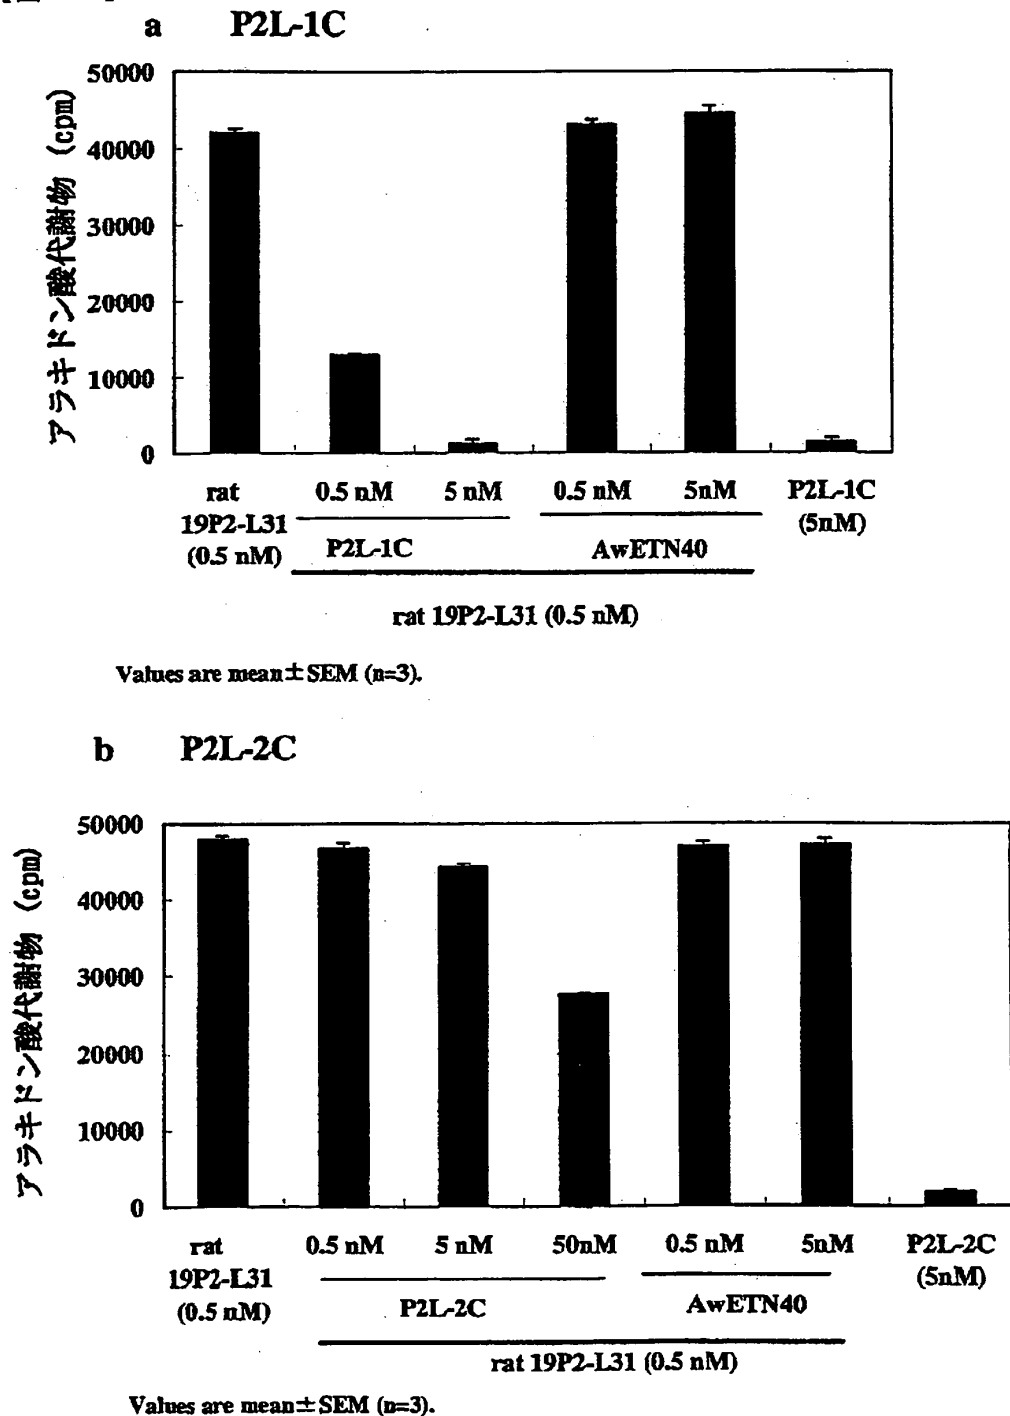 a P2L-1C
アラキドン酸代謝物 (cpm)
50000
40000
30000
20000
10000
0
rat 0.5 nM 5 nM 0.5 nM 5nM P2L-1C
19P2-L31 (5nM)
(0.5 nM) P2L-1C AwETN40
rat 19P2-L31 (0.5 nM)
Values are mean±SEM (n=3).
b P2L-2C
アラキドン酸代謝物 (cpm)
50000
40000
30000
20000
10000
0
rat 0.5 nM 5 nM 50nM 0.5 nM 5nM P2L-2C
19P2-L31 (5nM)
(0.5 nM) P2L-2C AwETN40
rat 19P2-L31 (0.5 nM)
Values are mean±SEM (n=3).